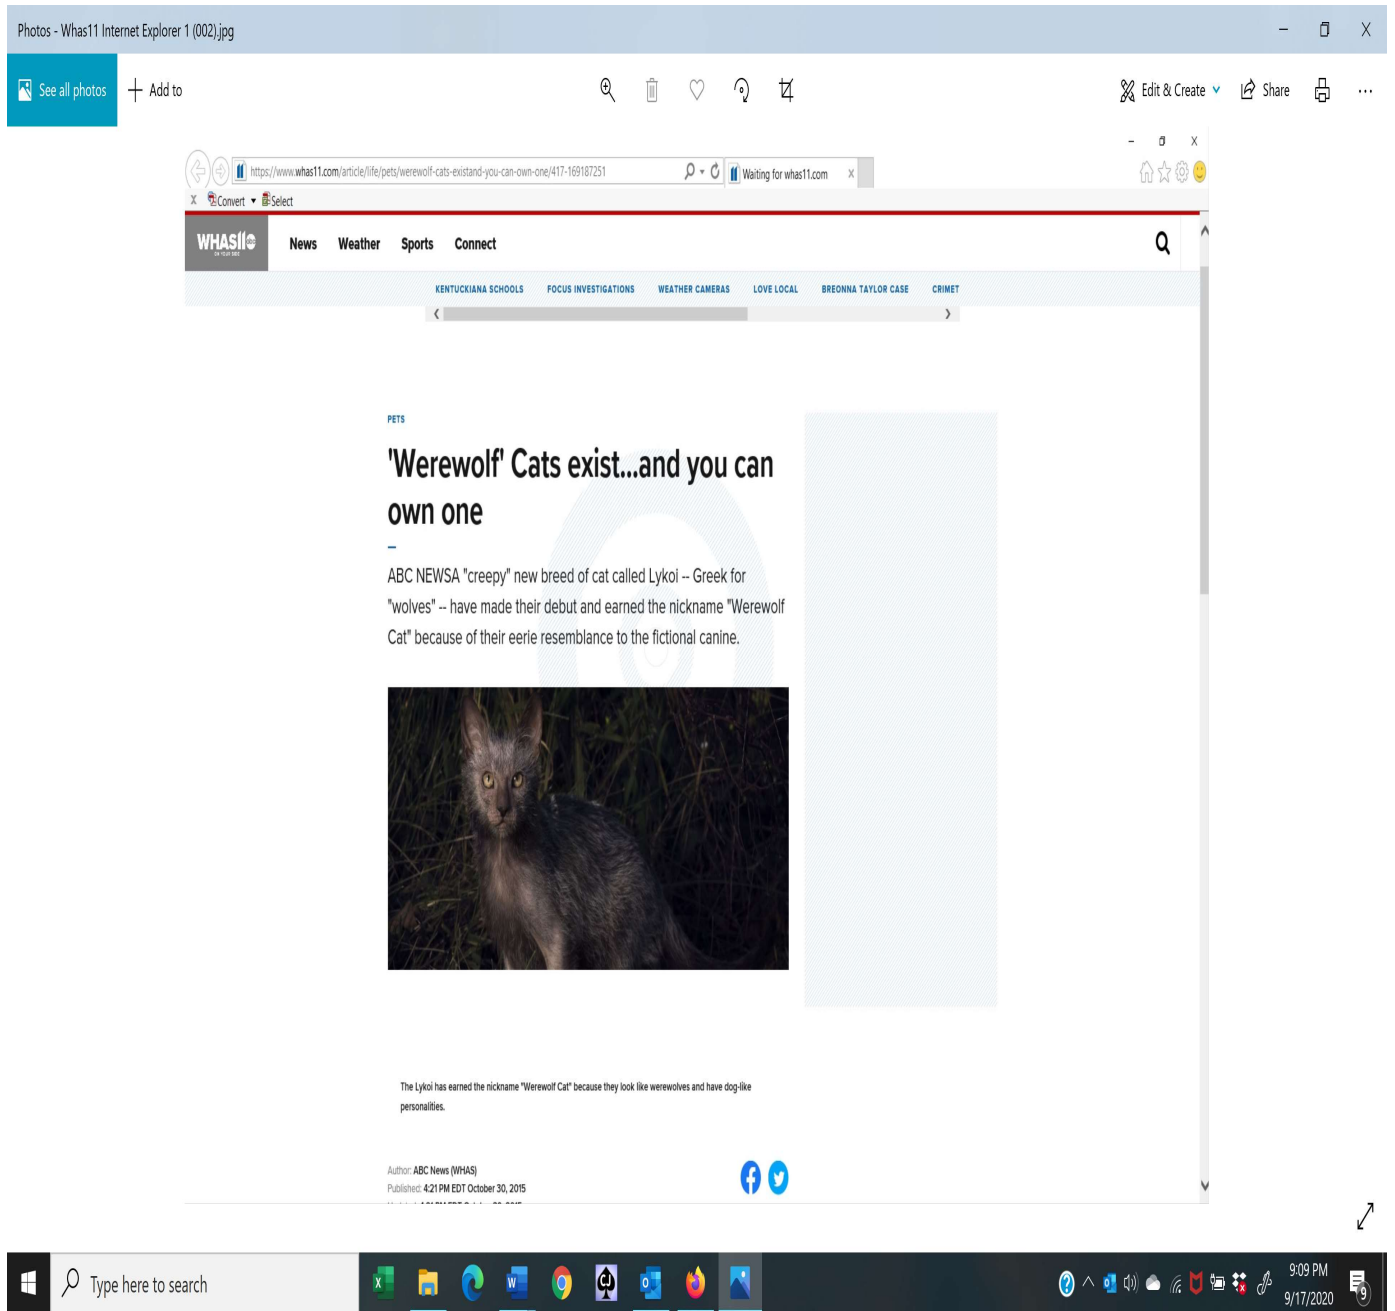 Photos - Whas11 Internet Explorer 1 (002).jpg
See all photos
Add to
Edit & Create
Share
https://www.whas11.com/article/life/pets/werewolf-cats-existand-you-can-own-one/417-169187251
Waiting for whas11.com
x Convert Select
WHAS11 abc
ON YOUR SIDE
News Weather Sports Connect
KENTUCKIANA SCHOOLS FOCUS INVESTIGATIONS WEATHER CAMERAS LOVE LOCAL BREONNA TAYLOR CASE CRIMET
PETS
'Werewolf' Cats exist...and you can
own one
ABC NEWSA "creepy" new breed of cat called Lykoi -- Greek for
"wolves" -- have made their debut and earned the nickname "Werewolf
Cat" because of their eerie resemblance to the fictional canine.
The Lykoi has earned the nickname "Werewolf Cat" because they look like werewolves and have dog-like
personalities.
Author: ABC News (WHAS)
Published: 4:21 PM EDT October 30, 2015
Type here to search
CJ
9:09 PM
9/17/2020
9